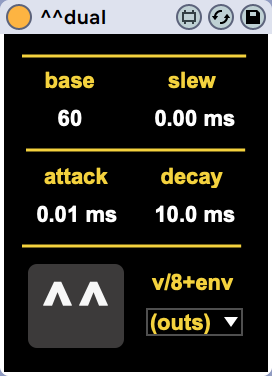 ^^dual
base slew
60 0.00 ms
attack decay
0.01 ms 10.0 ms
^^
v/8+env
(outs)